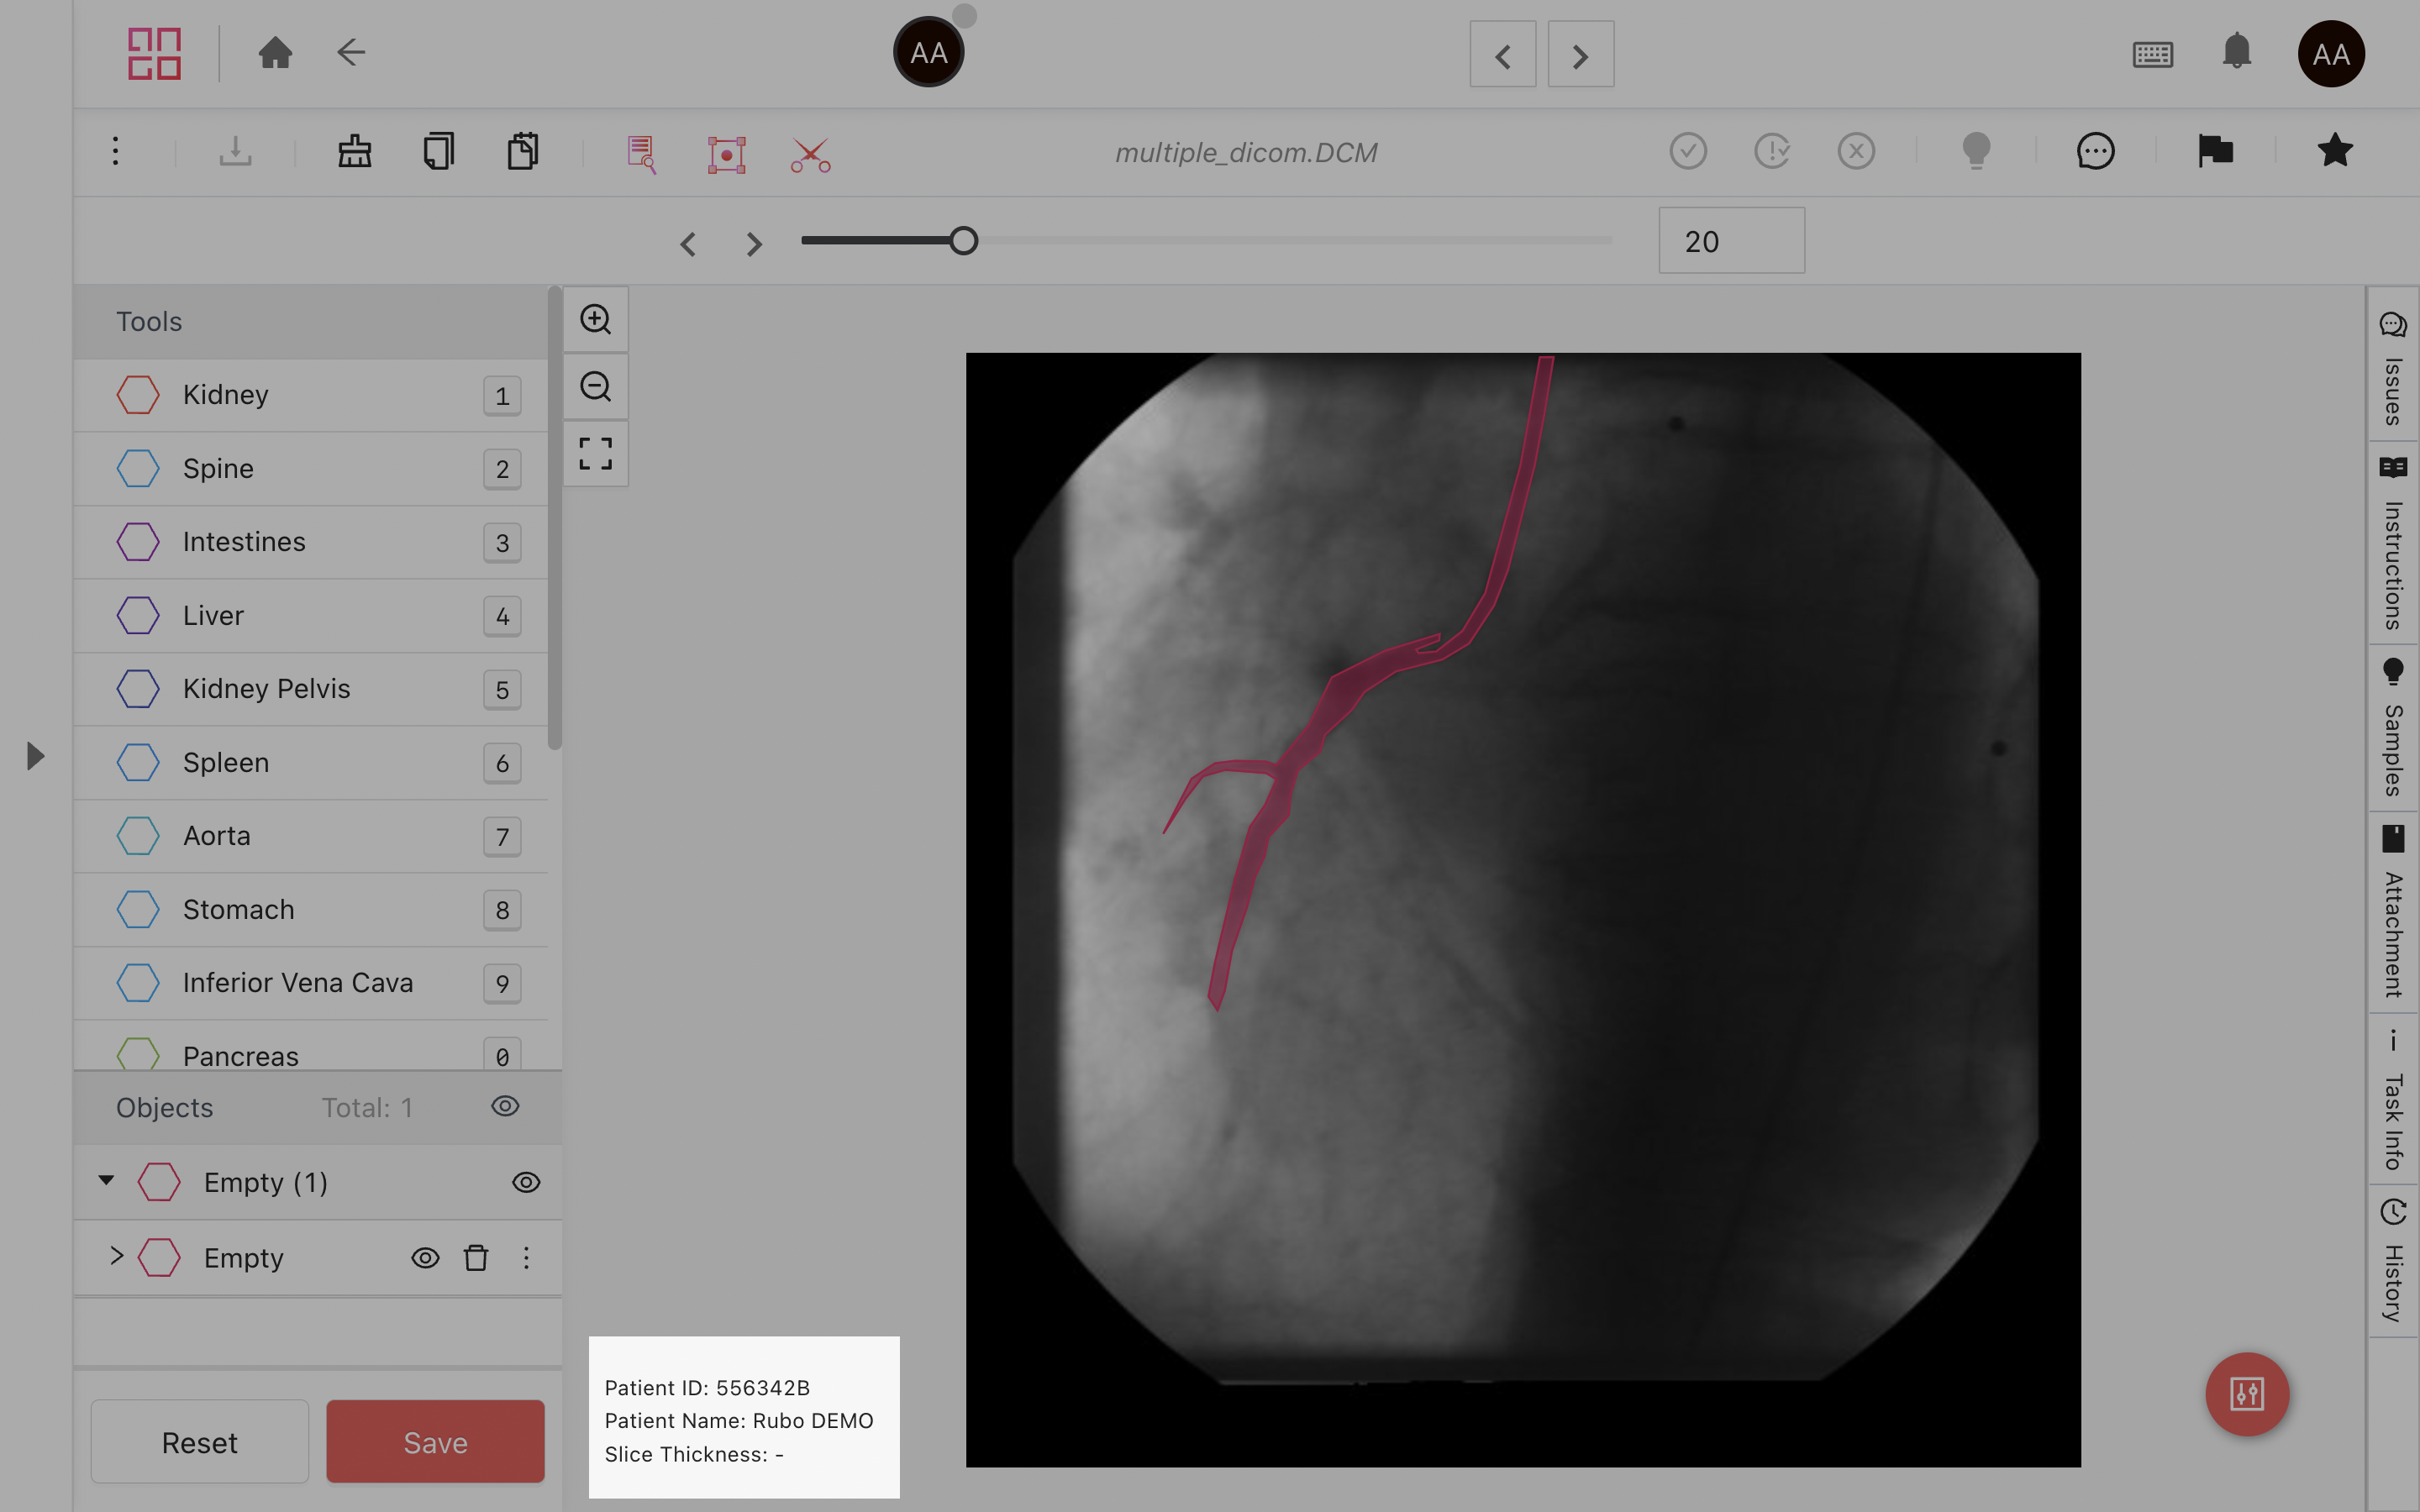 AA
AA
multiple_dicom.DCM
20
Tools
Kidney 1
Spine 2
Intestines 3
Liver 4
Kidney Pelvis 5
Spleen 6
Aorta 7
Stomach 8
Inferior Vena Cava 9
Pancreas 0
Objects Total: 1
Empty (1)
Empty
Reset Save
Patient ID: 556342B
Patient Name: Rubo DEMO
Slice Thickness: -
Issues
Instructions
Samples
Attachment
Task Info
History